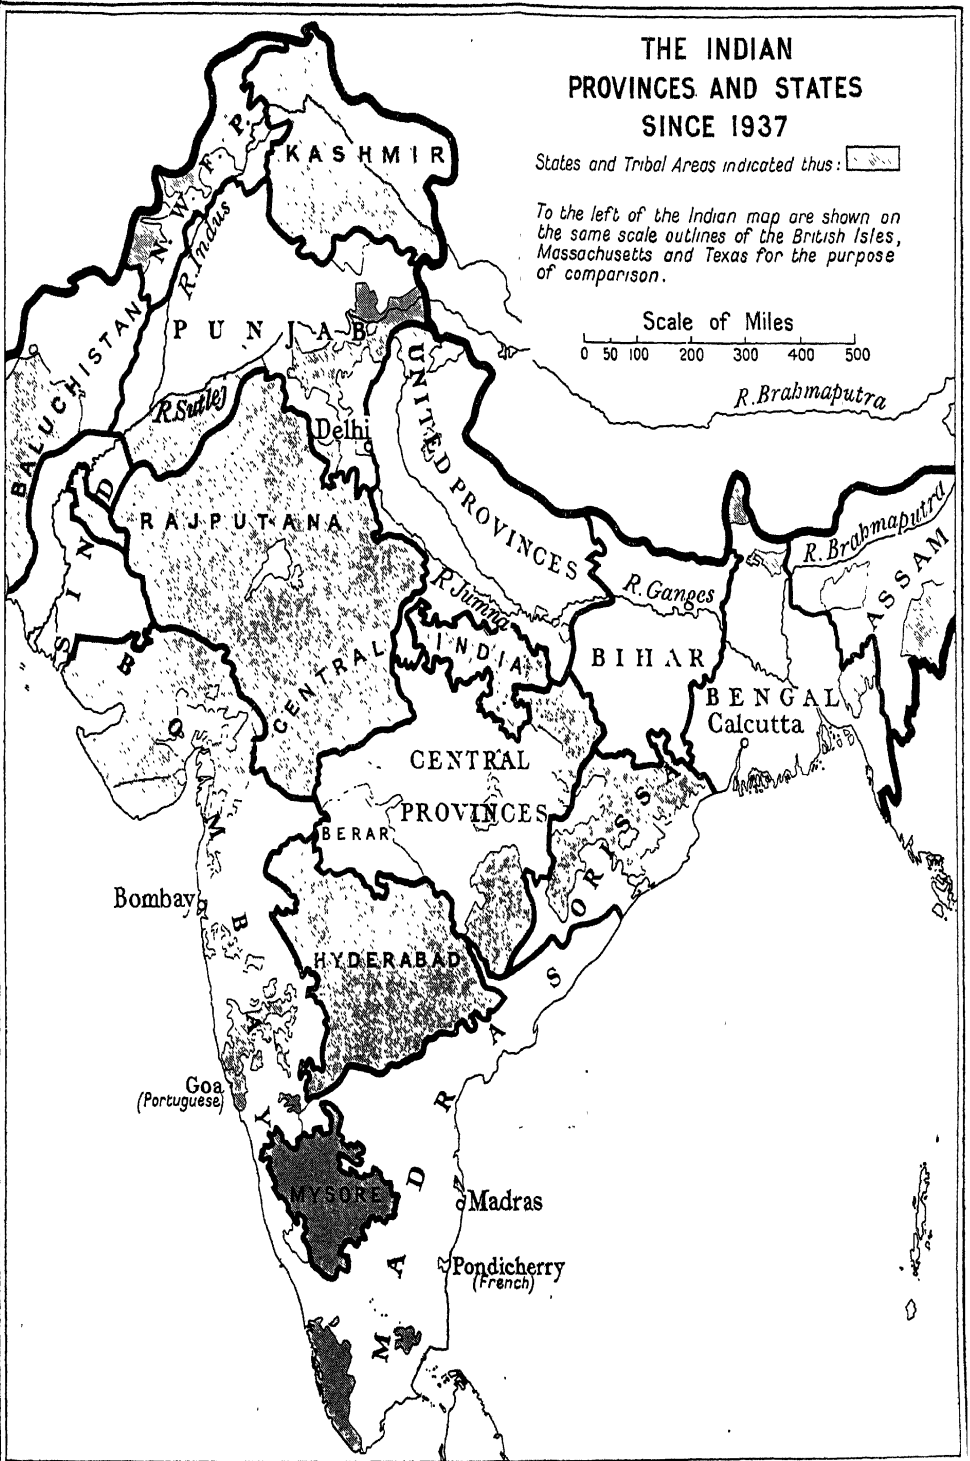 THE INDIAN
PROVINCES AND STATES
SINCE 1937
States and Tribal Areas indicated thus:
To the left of the Indian map are shown on
the same scale outlines of the British Isles,
Massachusetts and Texas for the purpose
of comparison.
Scale of Miles
0 50 100 200 300 400 500
KASHMIR
N. W. F. P.
R. Indus
PUNJAB
BALUCHISTAN
R. Sutlej
Delhi
UNITED PROVINCES
R. Brahmaputra
RAJPUTANA
SIND
R. Jumna
R. Ganges
R. Brahmaputra
ASSAM
CENTRAL INDIA
BIHAR
BENGAL
Calcutta
CENTRAL
PROVINCES
BERAR
ORISSA
BOMBAY
Bombay
HYDERABAD
Goa
(Portuguese)
MYSORE
MADRAS
Madras
Pondicherry
(French)